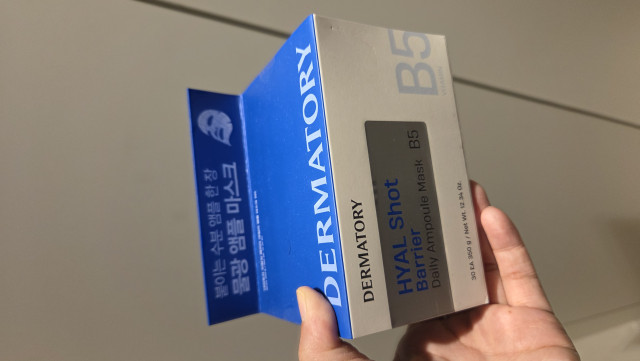 붙이는 수분 앰플 한 장
물광 앰플 마스크
DERMATORY
B5
DERMATORY
HYAL Shot
Barrier
Daily Ampoule Mask B5
30 EA 350 g / Net Wt. 12.34 Oz.